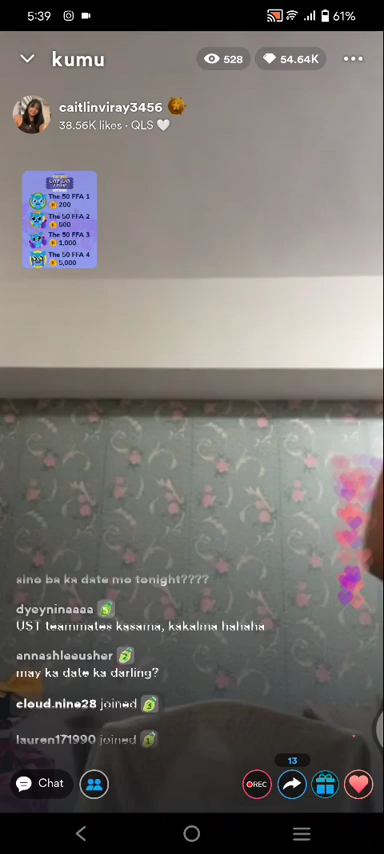 5:39
61%
kumu
528
54.64K
caitlinviray3456
38.56K likes · QLS
The 50 FFA 1
200
The 50 FFA 2
500
The 50 FFA 3
1,000
The 50 FFA 4
5,000
sino ba ka date mo tonight????
dyeyninaaaa
UST teammates kasama, kakalma hahaha
annashleeusher 2
may ka date ka darling?
cloud.nine28 joined 3
lauren171990 joined 1
13
Chat
REC